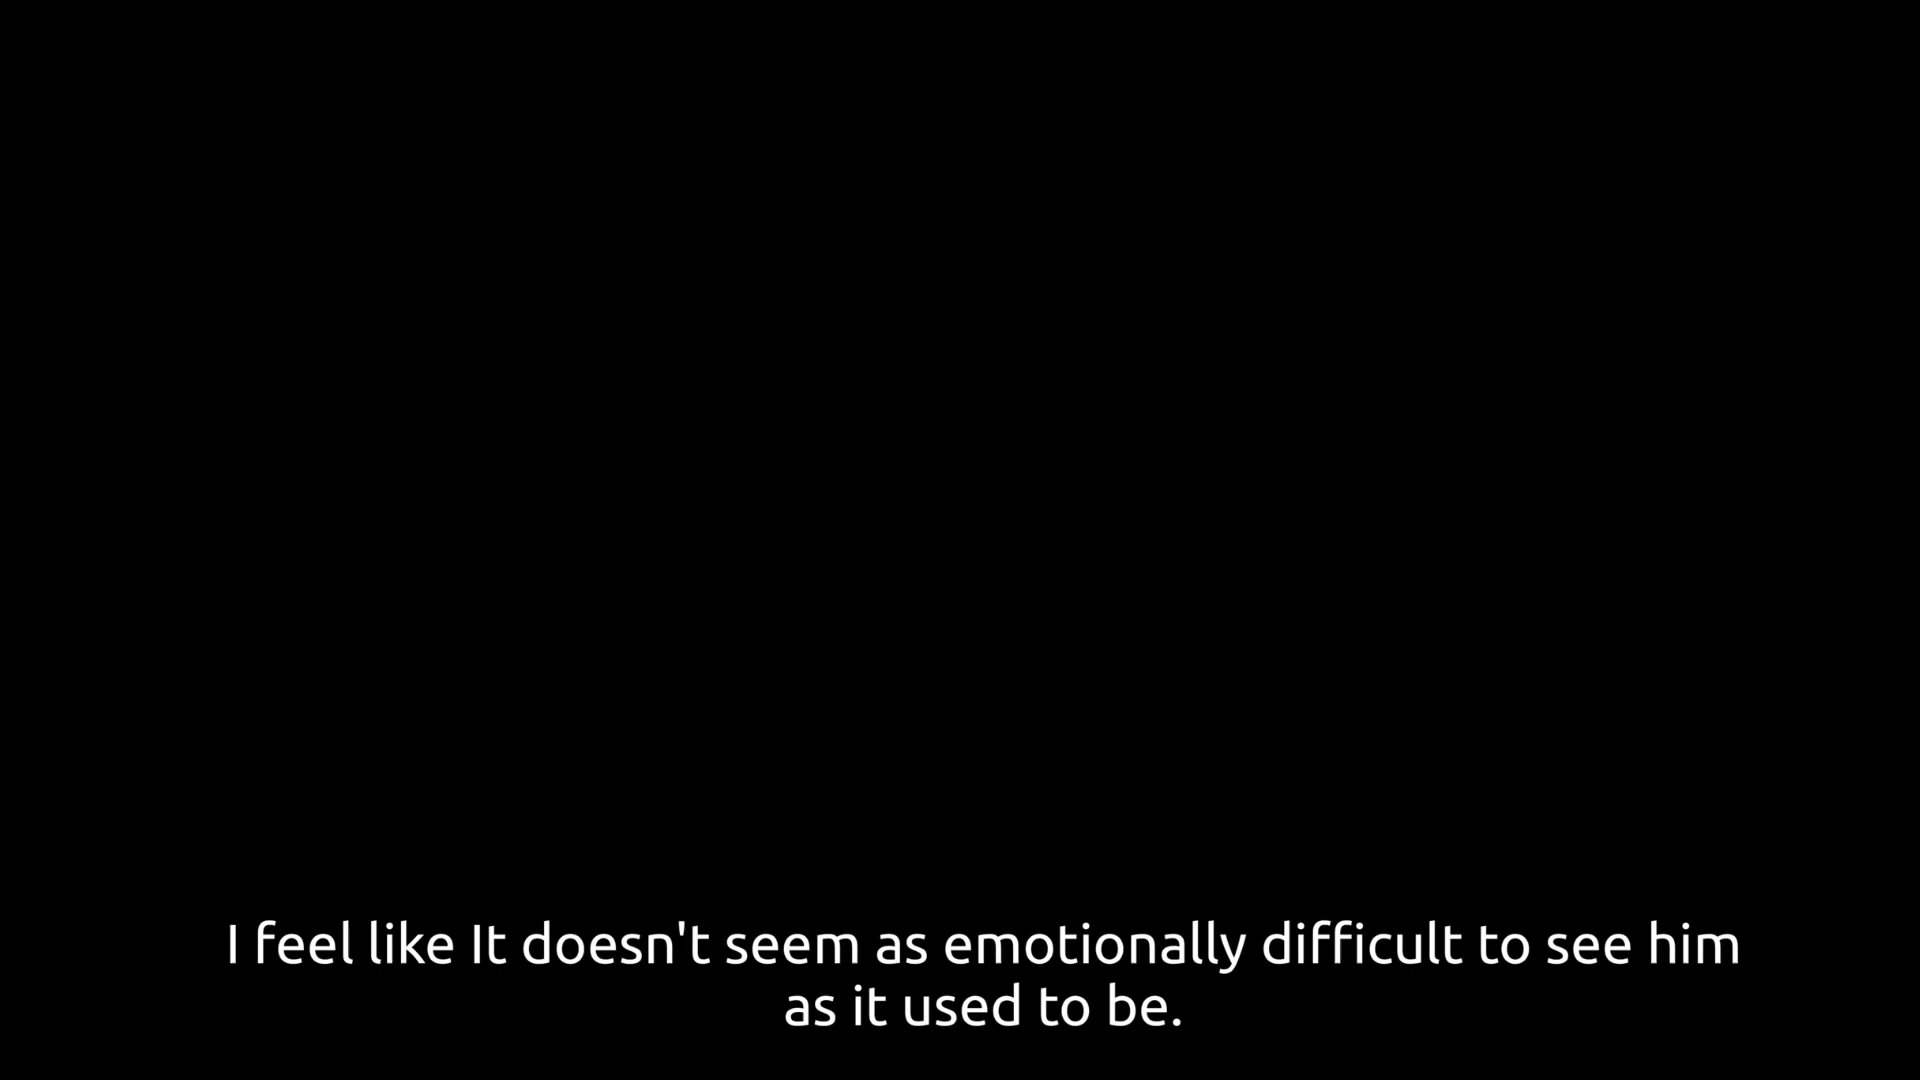 I feel like It doesn't seem as emotionally difficult to see him
as it used to be.